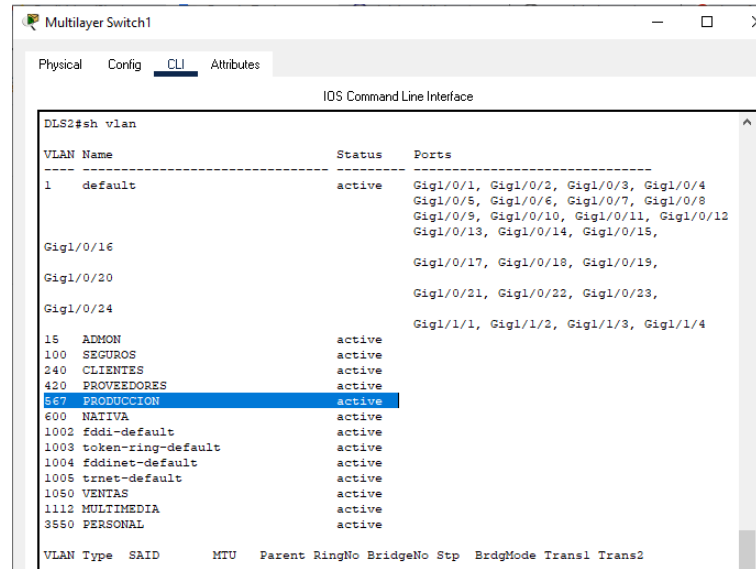 Multilayer Switch1
Physical Config CLI Attributes
IOS Command Line Interface
DLS2#sh vlan
VLAN Name Status Ports
---- -------------------------------- --------- -------------------------------
1 default active Gig1/0/1, Gig1/0/2, Gig1/0/3, Gig1/0/4
Gig1/0/5, Gig1/0/6, Gig1/0/7, Gig1/0/8
Gig1/0/9, Gig1/0/10, Gig1/0/11, Gig1/0/12
Gig1/0/13, Gig1/0/14, Gig1/0/15,
Gig1/0/16
Gig1/0/17, Gig1/0/18, Gig1/0/19,
Gig1/0/20
Gig1/0/21, Gig1/0/22, Gig1/0/23,
Gig1/0/24
Gig1/1/1, Gig1/1/2, Gig1/1/3, Gig1/1/4
15 ADMON active
100 SEGUROS active
240 CLIENTES active
420 PROVEEDORES active
567 PRODUCCION active
600 NATIVA active
1002 fddi-default active
1003 token-ring-default active
1004 fddinet-default active
1005 trnet-default active
1050 VENTAS active
1112 MULTIMEDIA active
3550 PERSONAL active
VLAN Type SAID MTU Parent RingNo BridgeNo Stp BrdgMode Trans1 Trans2